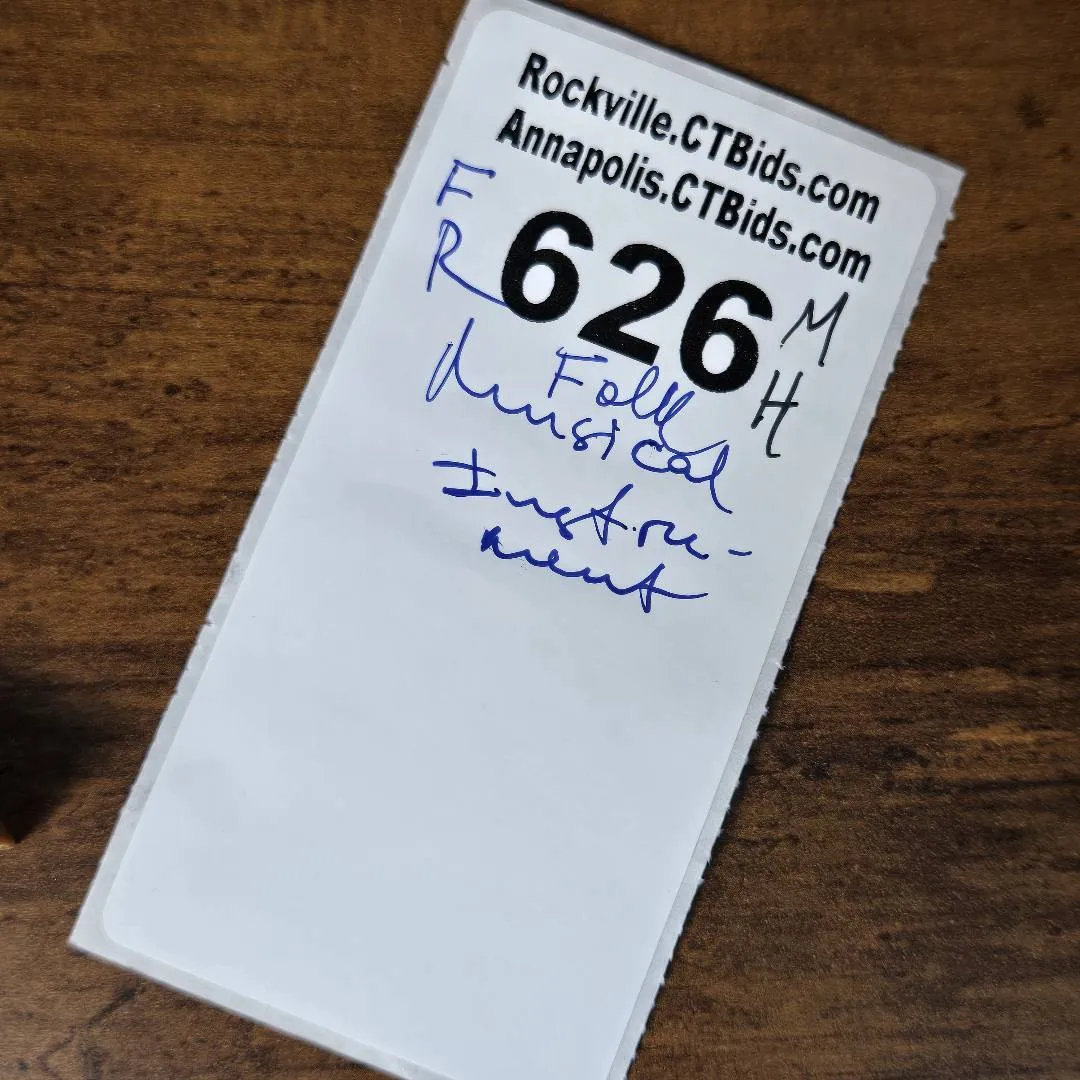 Rockville.CTBids.com
Annapolis.CTBids.com
F
R
626
M
H
Folk
Musical
Instru-
ment